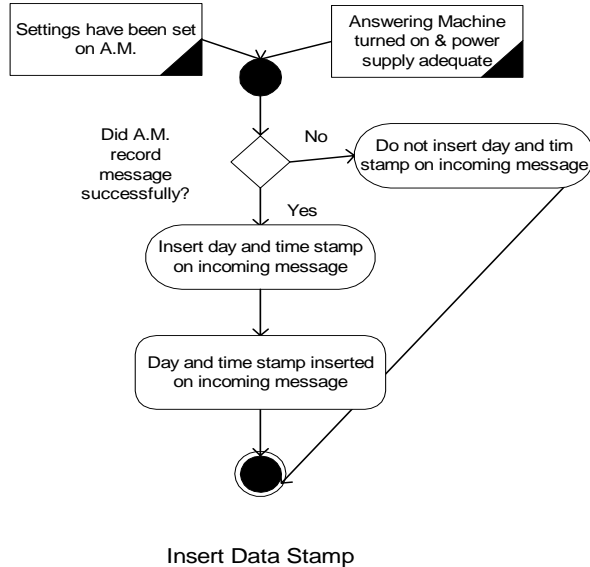 Settings have been set
on A.M.
Answering Machine
turned on & power
supply adequate
Did A.M.
record
message
successfully?
No
Do not insert day and tim
stamp on incoming message
Yes
Insert day and time stamp
on incoming message
Day and time stamp inserted
on incoming message
Insert Data Stamp